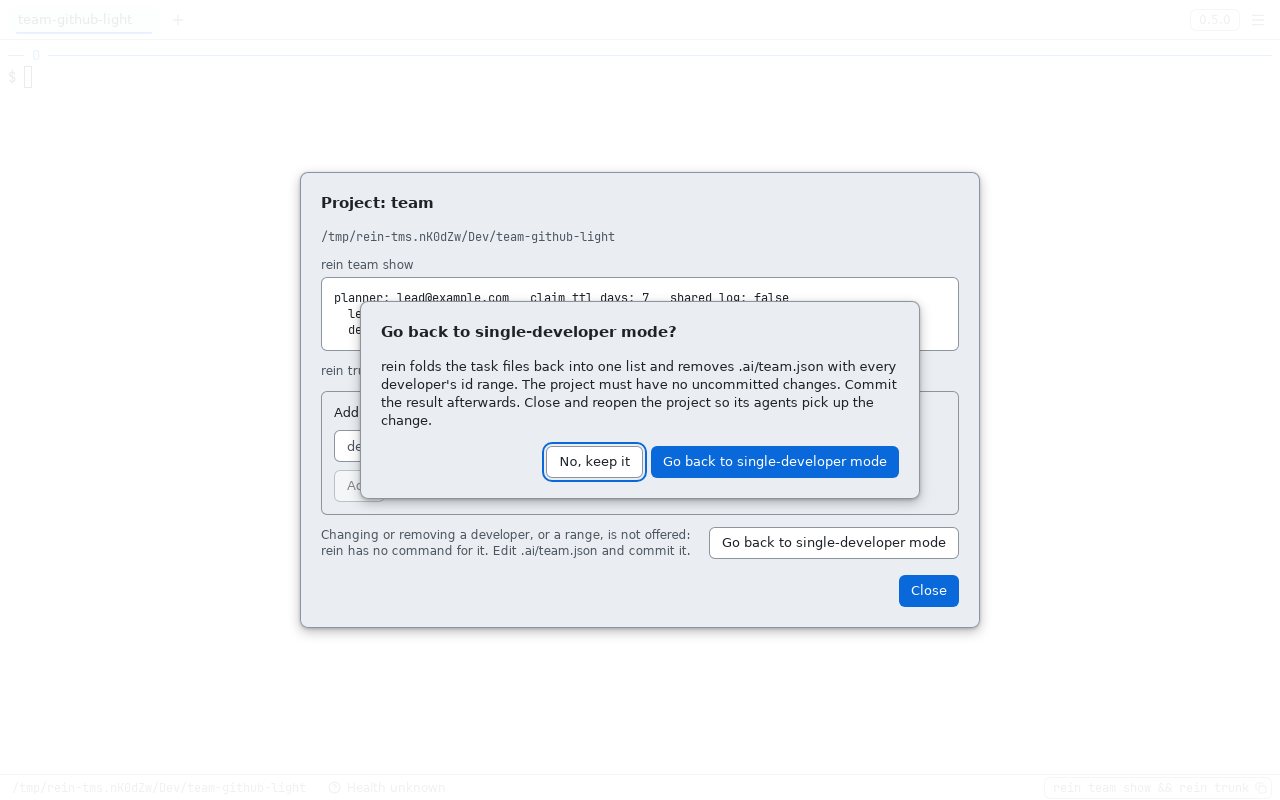 team-github-light
+
0.5.0
0
$
Project: team
/tmp/rein-tms.nK0dZw/Dev/team-github-light
rein team show
planner: lead@example.com claim ttl days: 7 shared log: false
Go back to single-developer mode?
rein folds the task files back into one list and removes .ai/team.json with every
developer's id range. The project must have no uncommitted changes. Commit
the result afterwards. Close and reopen the project so its agents pick up the
change.
No, keep it
Go back to single-developer mode
Add
Changing or removing a developer, or a range, is not offered:
rein has no command for it. Edit .ai/team.json and commit it.
Go back to single-developer mode
Close
/tmp/rein-tms.nK0dZw/Dev/team-github-light
Health unknown
rein team show && rein trunk